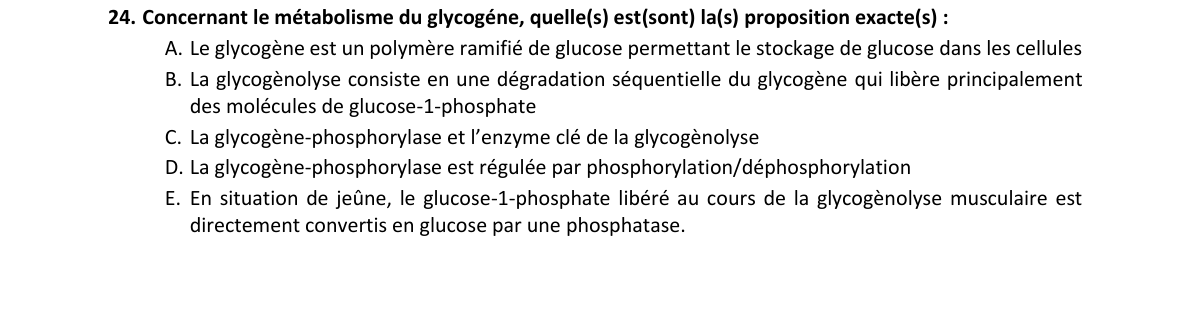 24. Concernant le métabolisme du glycogéne, quelle(s) est(sont) la(s) proposition exacte(s) :
A. Le glycogène est un polymère ramifié de glucose permettant le stockage de glucose dans les cellules
B. La glycogènolyse consiste en une dégradation séquentielle du glycogène qui libère principalement
des molécules de glucose-1-phosphate
C. La glycogène-phosphorylase et l’enzyme clé de la glycogènolyse
D. La glycogène-phosphorylase est régulée par phosphorylation/déphosphorylation
E. En situation de jeûne, le glucose-1-phosphate libéré au cours de la glycogènolyse musculaire est
directement convertis en glucose par une phosphatase.